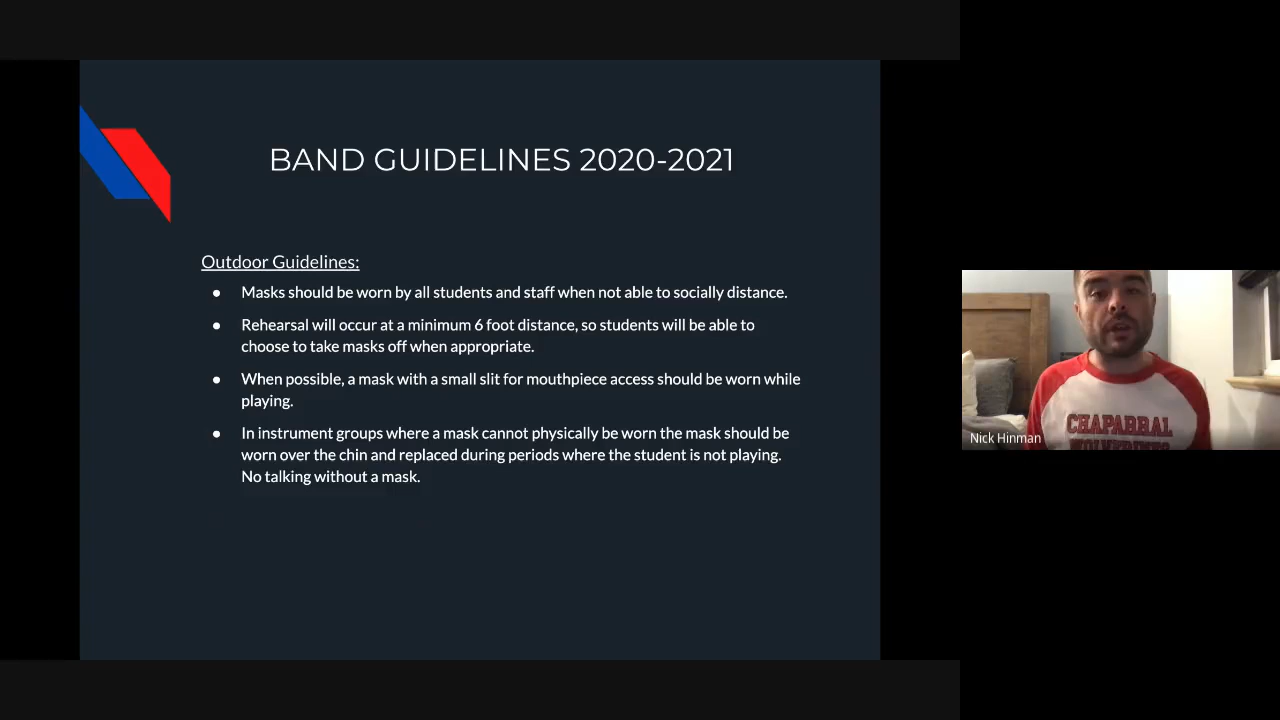 BAND GUIDELINES 2020-2021
Outdoor Guidelines:
● Masks should be worn by all students and staff when not able to socially distance.
● Rehearsal will occur at a minimum 6 foot distance, so students will be able to
choose to take masks off when appropriate.
● When possible, a mask with a small slit for mouthpiece access should be worn while
playing.
● In instrument groups where a mask cannot physically be worn the mask should be
worn over the chin and replaced during periods where the student is not playing.
No talking without a mask.
CHAPARRAL
WOLVERINES
Nick Hinman